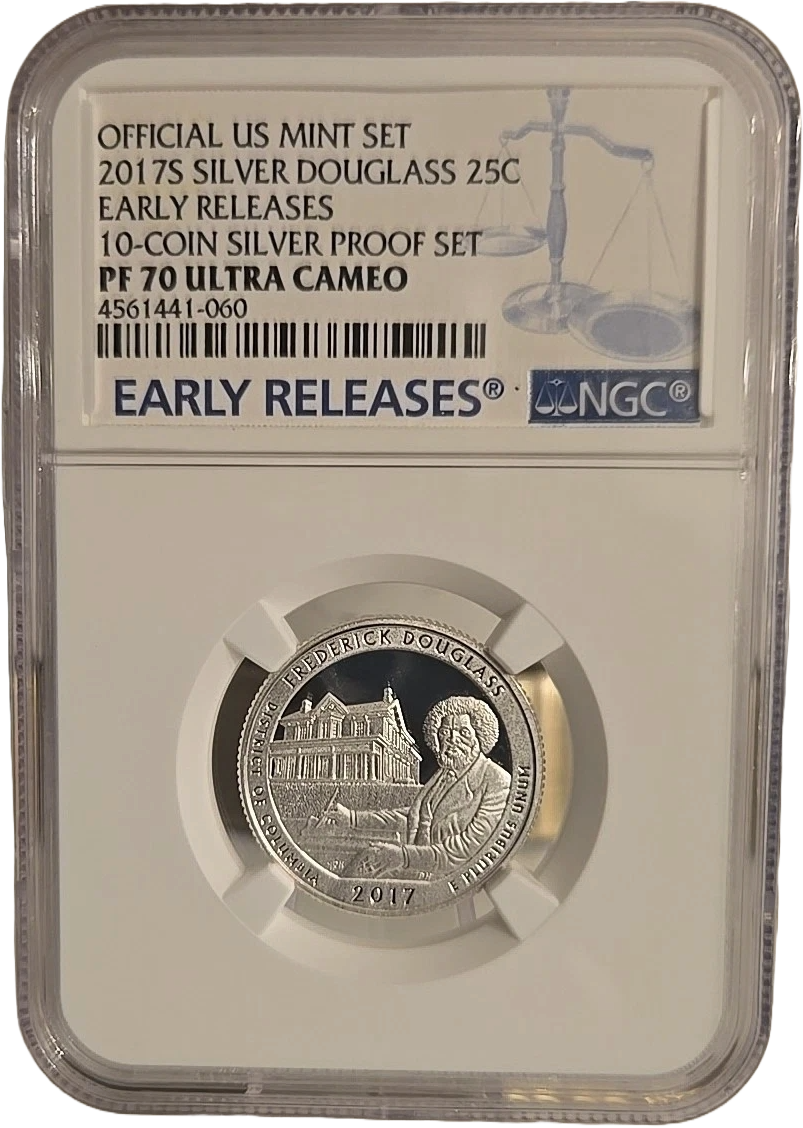 OFFICIAL US MINT SET
2017S SILVER DOUGLASS 25C
EARLY RELEASES
10-COIN SILVER PROOF SET
PF 70 ULTRA CAMEO
4561441-060
EARLY RELEASES®
NGC®
FREDERICK DOUGLASS
DISTRICT OF COLUMBIA
2017
E PLURIBUS UNUM